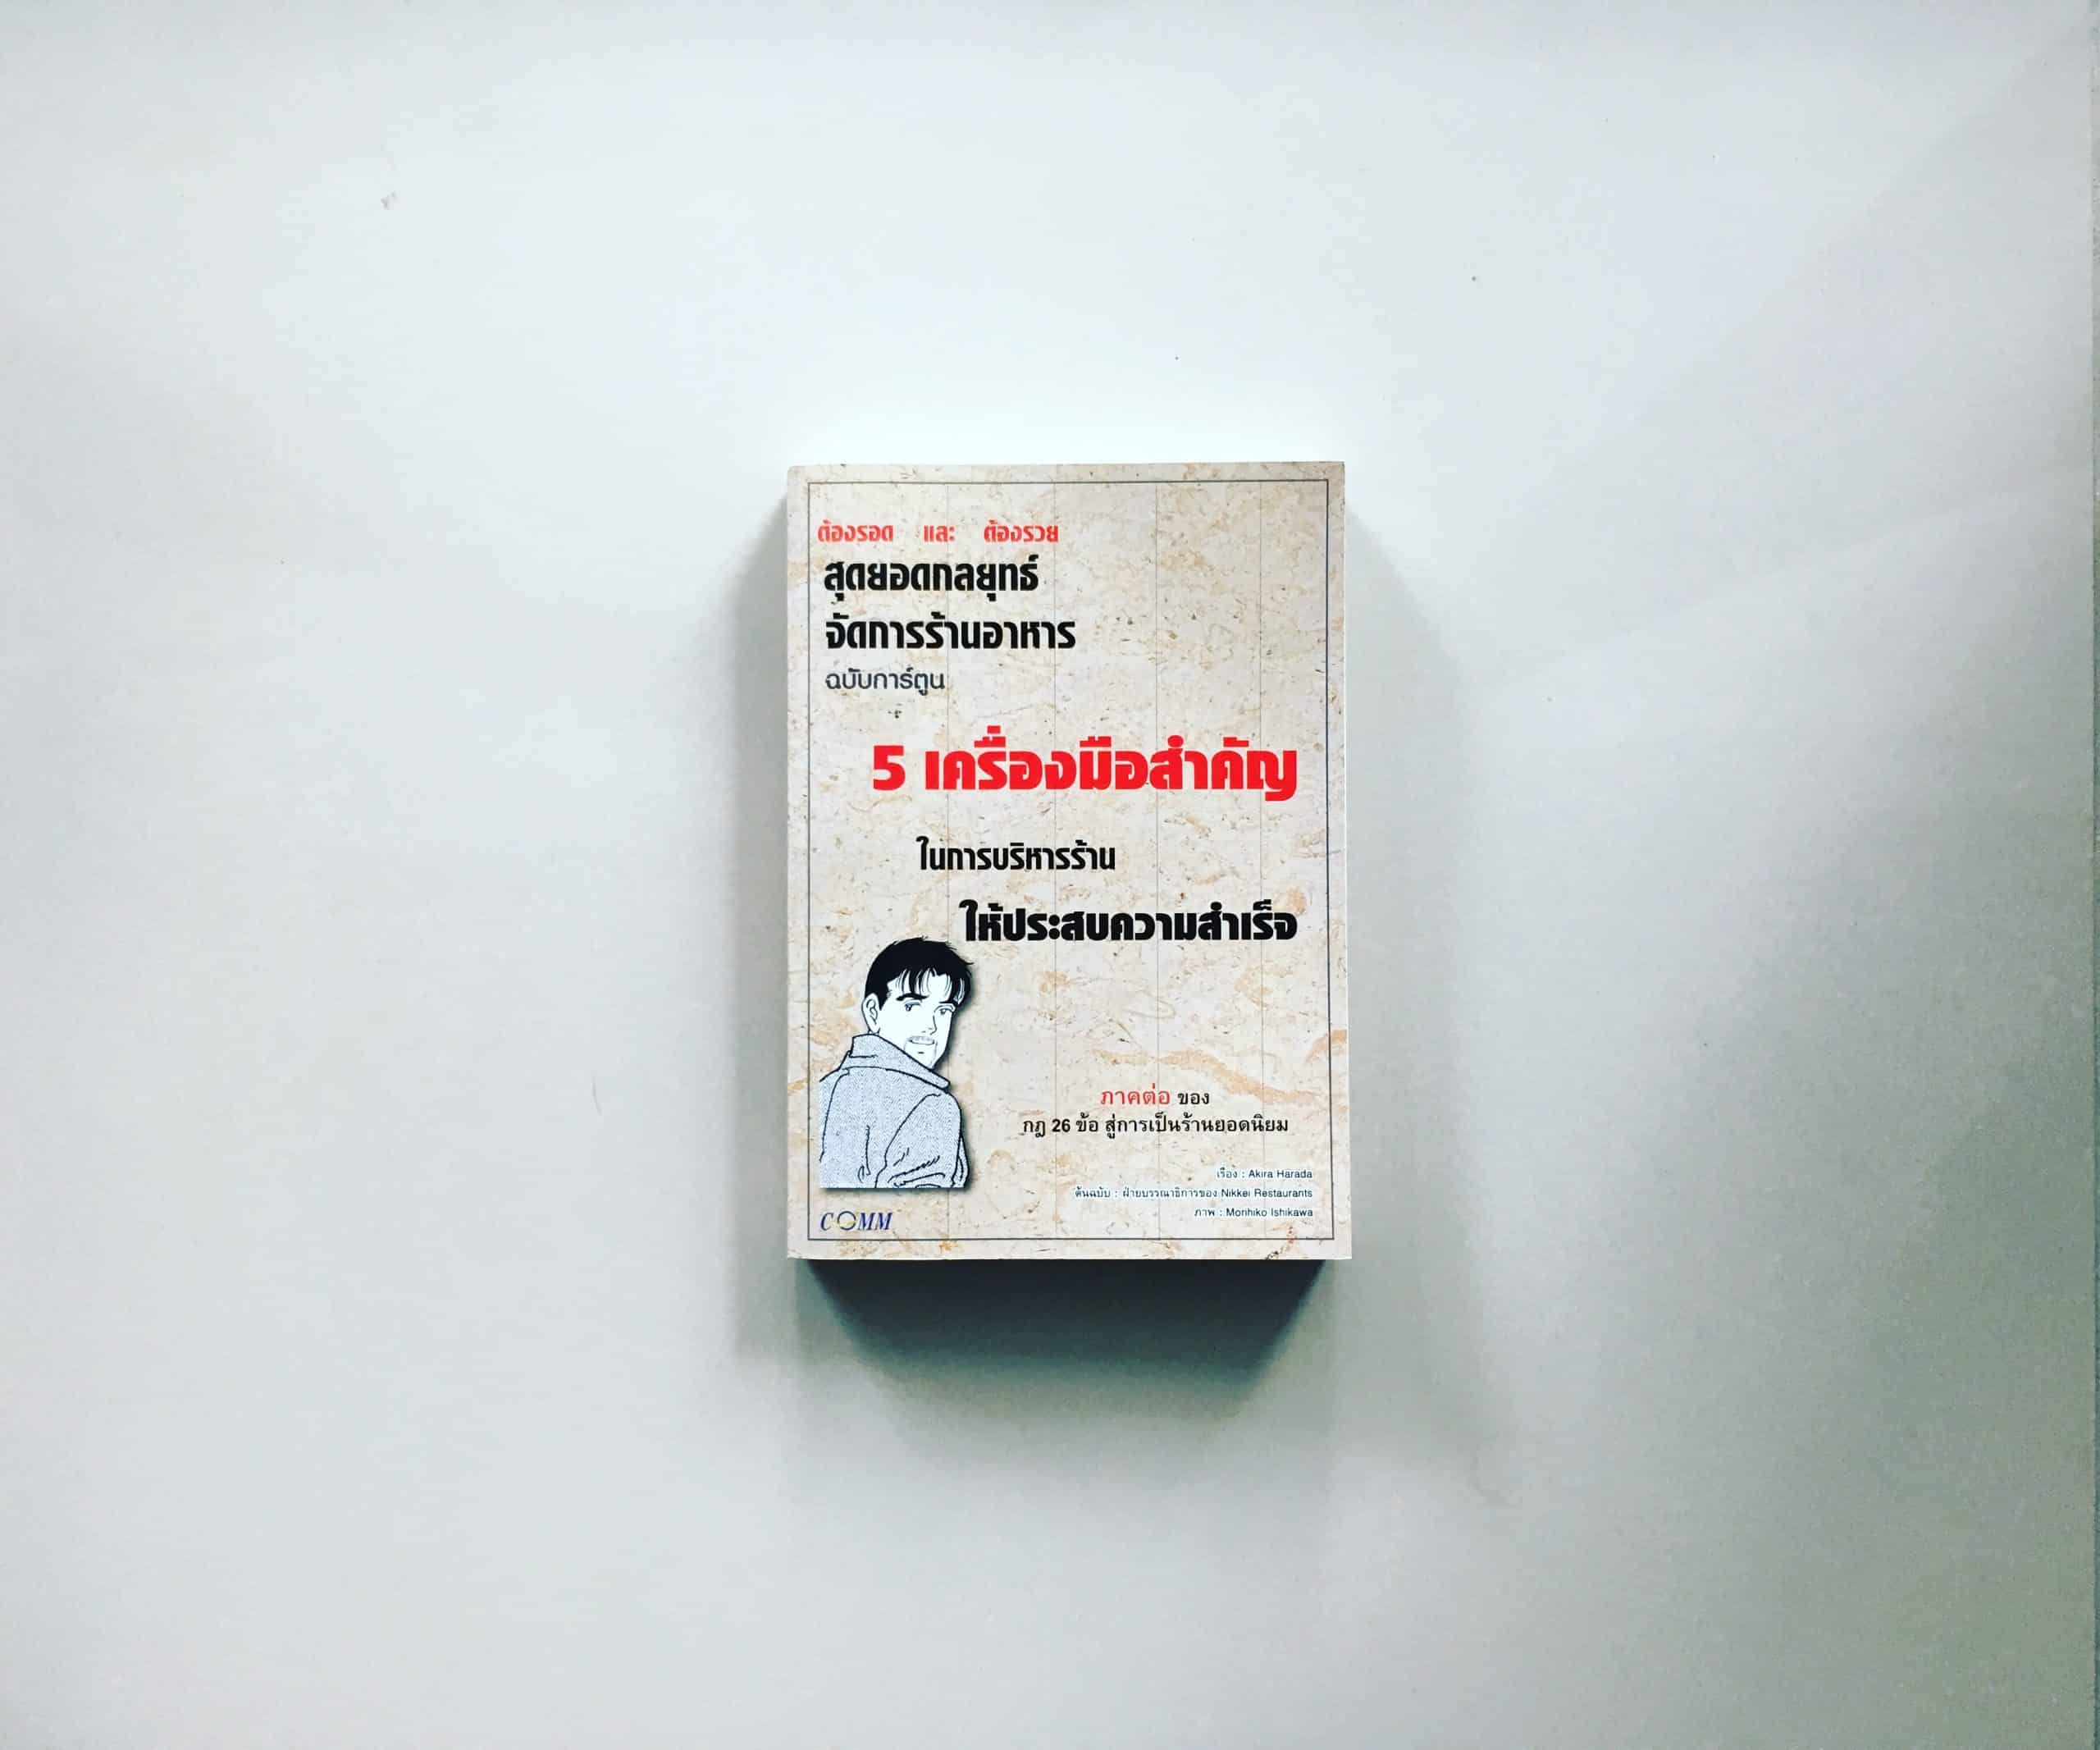 ต้องรอด และ ต้องรวย
สุดยอดกลยุทธ์
จัดการร้านอาหาร
ฉบับการ์ตูน
5 เครื่องมือสำคัญ
ในการบริหารร้าน
ให้ประสบความสำเร็จ
ภาคต่อ ของ
กฎ 26 ข้อ สู่การเป็นร้านยอดนิยม
เรื่อง : Akira Harada
ต้นฉบับ : ฝ่ายบรรณาธิการของ Nikkei Restaurants
ภาพ : Morihiko Ishikawa
COMM